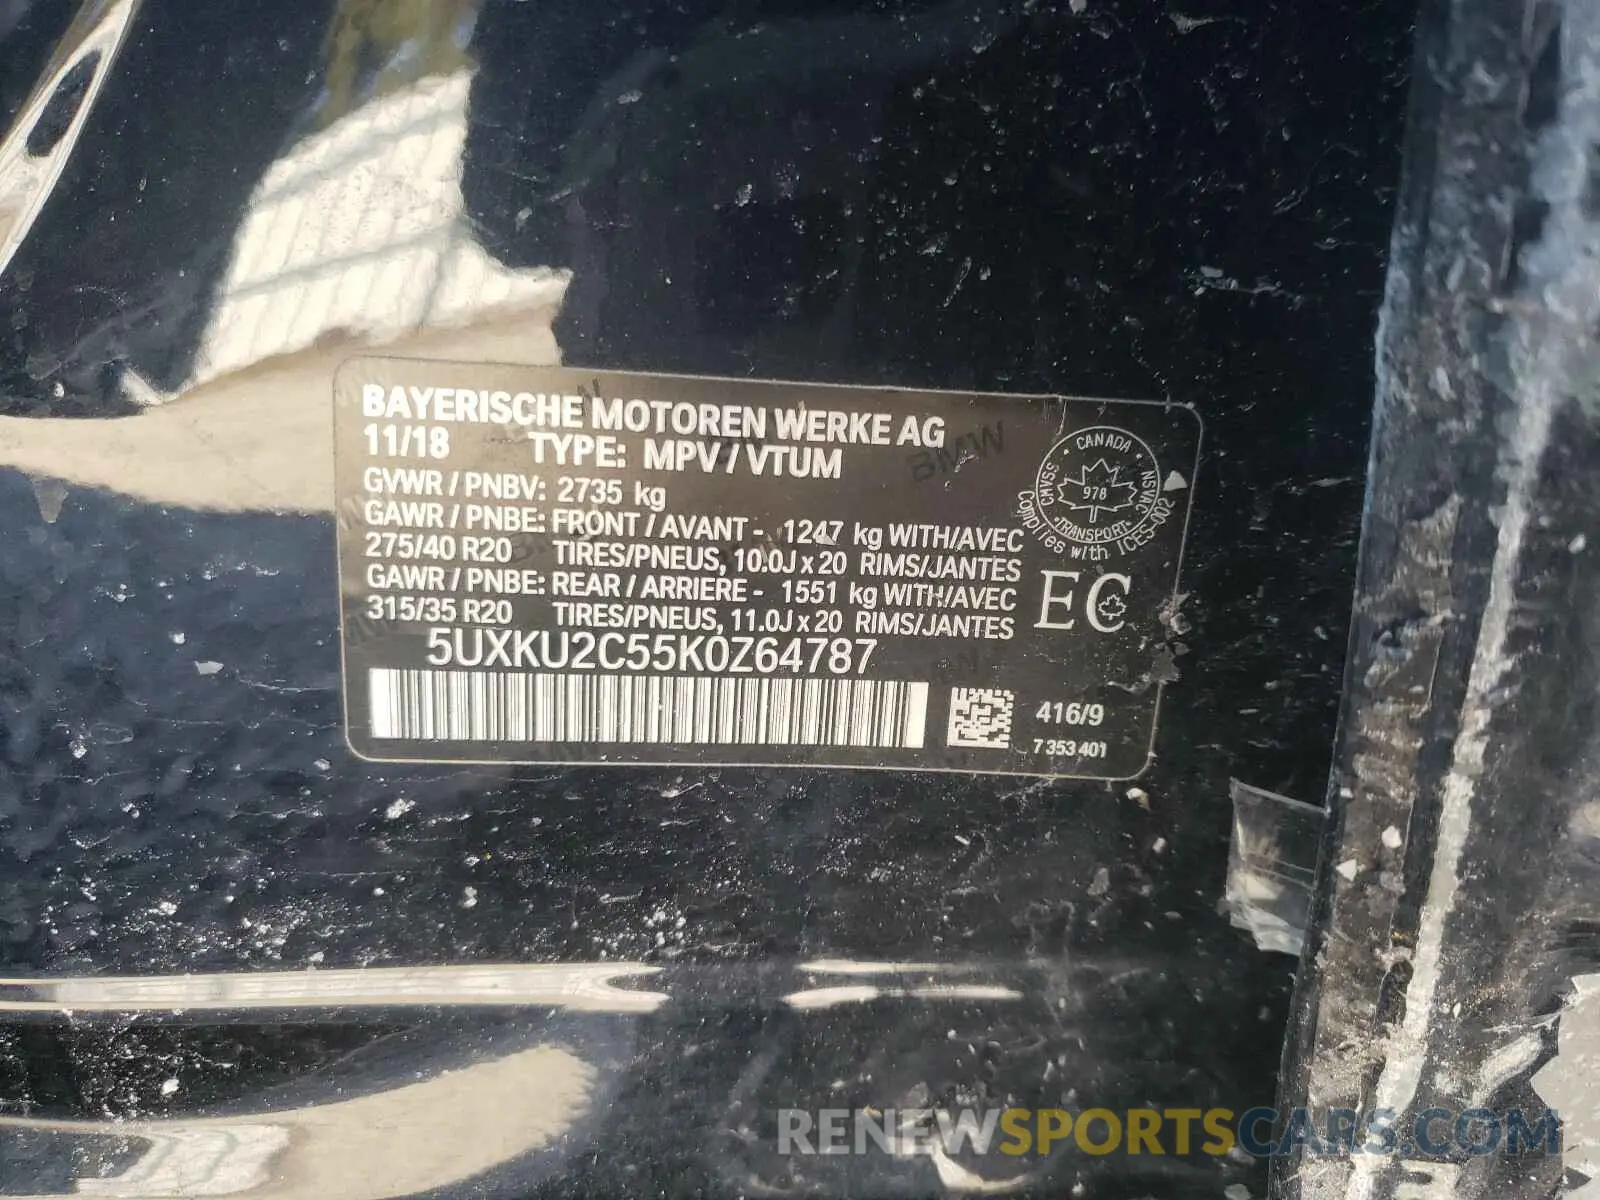 BAYERISCHE MOTOREN WERKE AG
11/18 TYPE: MPV / VTUM
GVWR / PNBV: 2735 kg
GAWR / PNBE: FRONT / AVANT - 1247 kg WITH/AVEC
275/40 R20 TIRES/PNEUS, 10.0J x 20 RIMS/JANTES
GAWR / PNBE: REAR / ARRIERE - 1551 kg WITH/AVEC
315/35 R20 TIRES/PNEUS, 11.0J x 20 RIMS/JANTES
5UXKU2C55K0Z64787
CANADA
CMVSS NSVAC
978
TRANSPORT
Complies with ICES-002
EC
416/9
7 353 401
BMW
RENEWSPORTSCARS.COM